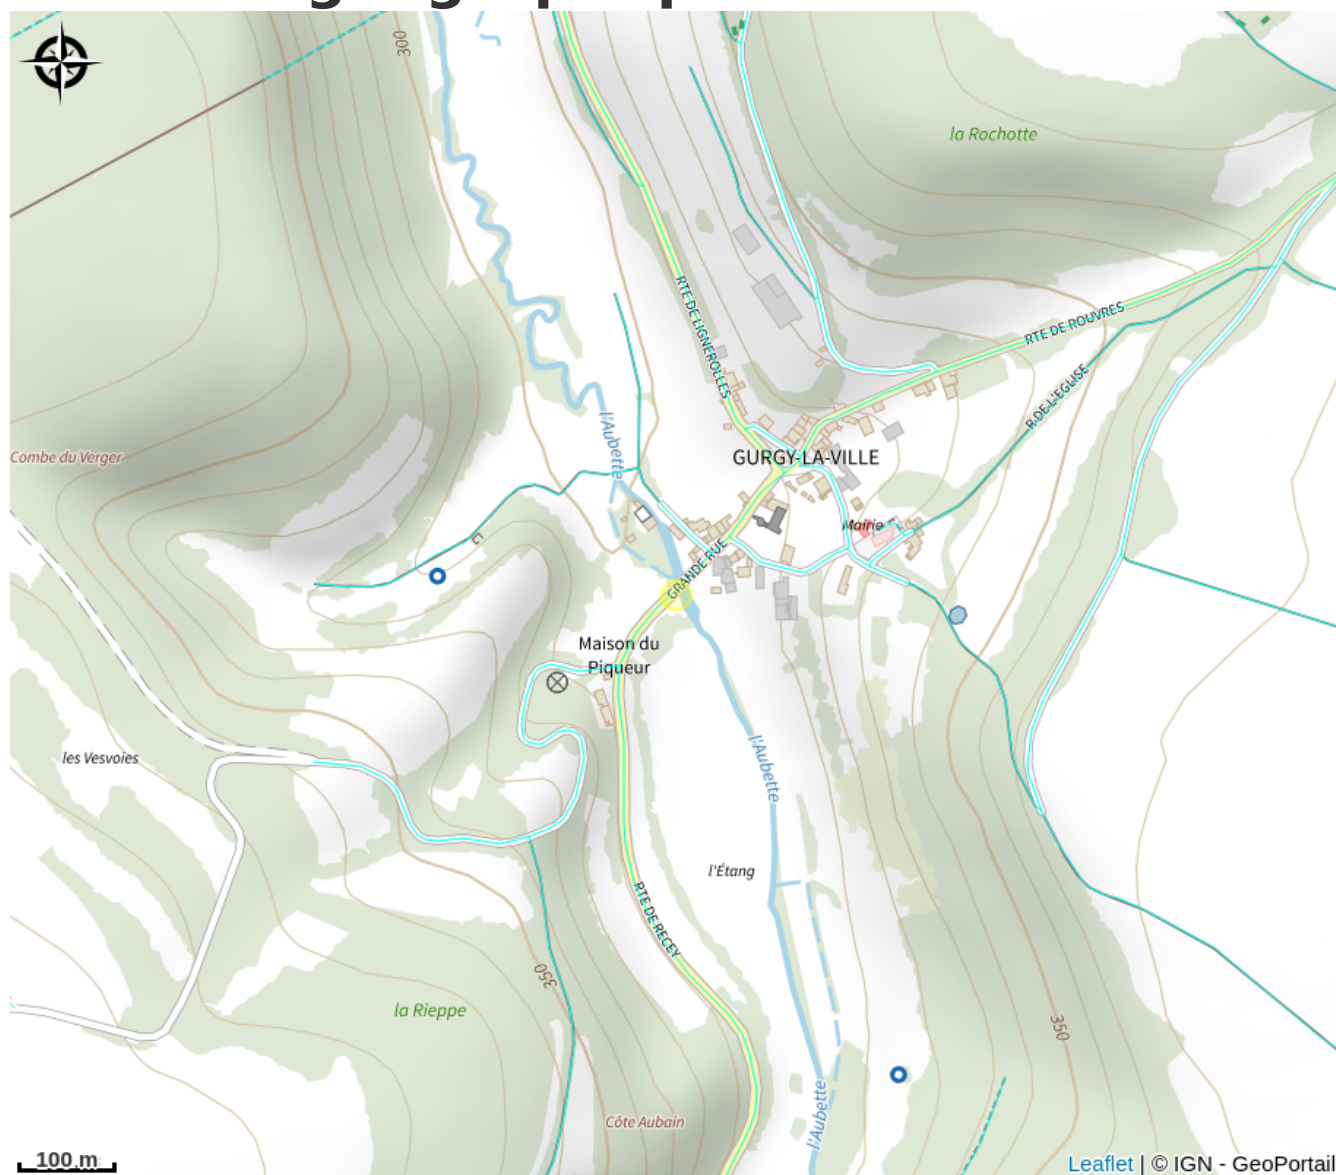 300
la Rochotte
RTE DE LIGNEROLLES
RTE DE ROUVRES
R DE L'EGLISE
l'Aubette
Combe du Verger
GURGY-LA-VILLE
Mairie
GRANDE RUE
Maison du
Piqueur
les Vesvoies
l'Aubette
l'Étang
RTE DE RECEY
350
la Rieppe
350
Côte Aubain
l'Aubette
100 m
Leaflet | © IGN - GeoPortail